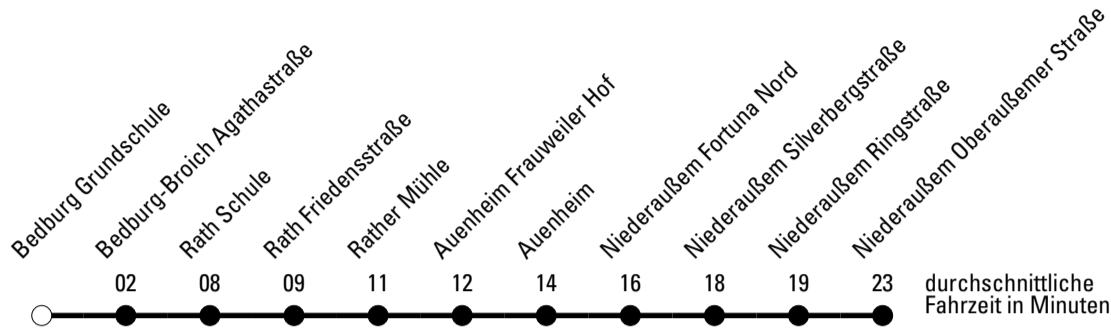 Bedburg Grundschule
Bedburg-Broich Agathastraße
Rath Schule
Rath Friedensstraße
Rather Mühle
Auenheim Frauweiler Hof
Auenheim
Niederaußem Fortuna Nord
Niederaußem Silverbergstraße
Niederaußem Ringstraße
Niederaußem Oberaußemer Straße
02 08 09 11 12 14 16 18 19 23
durchschnittliche
Fahrzeit in Minuten